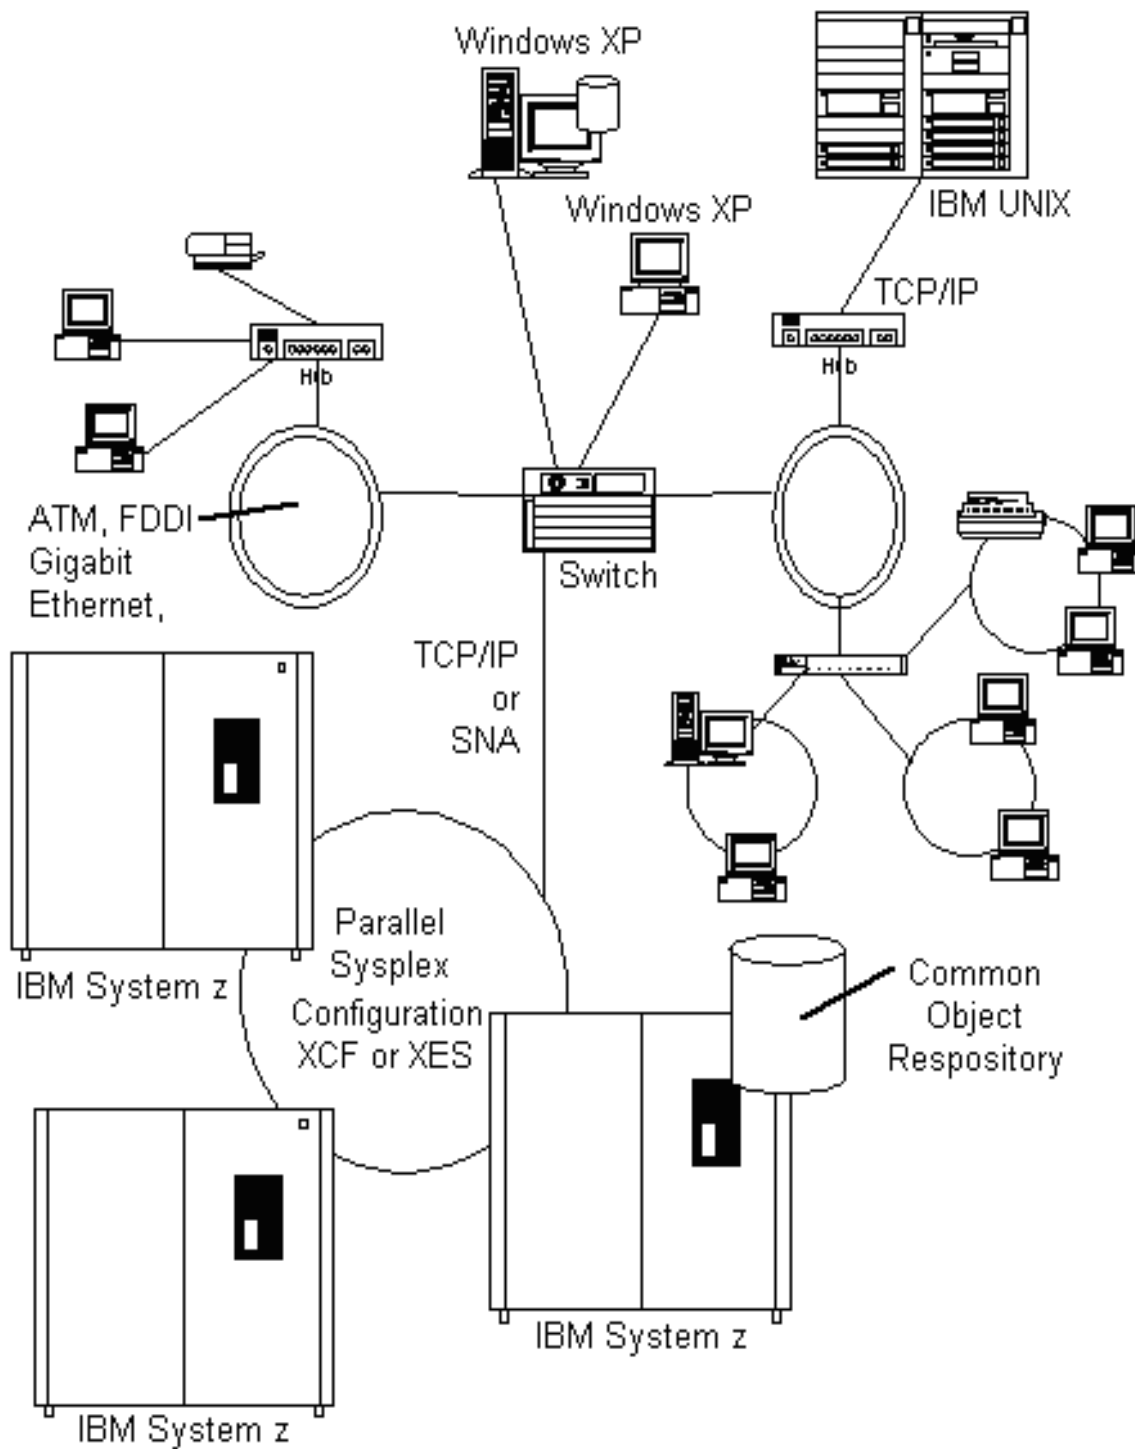 Windows XP
IBM UNIX
Windows XP
TCP/IP
Hub
Hub
ATM, FDDI
Gigabit
Ethernet,
Switch
TCP/IP
or
SNA
Parallel
Sysplex
Configuration
XCF or XES
IBM System z
Common
Object
Respository
IBM System z
IBM System z